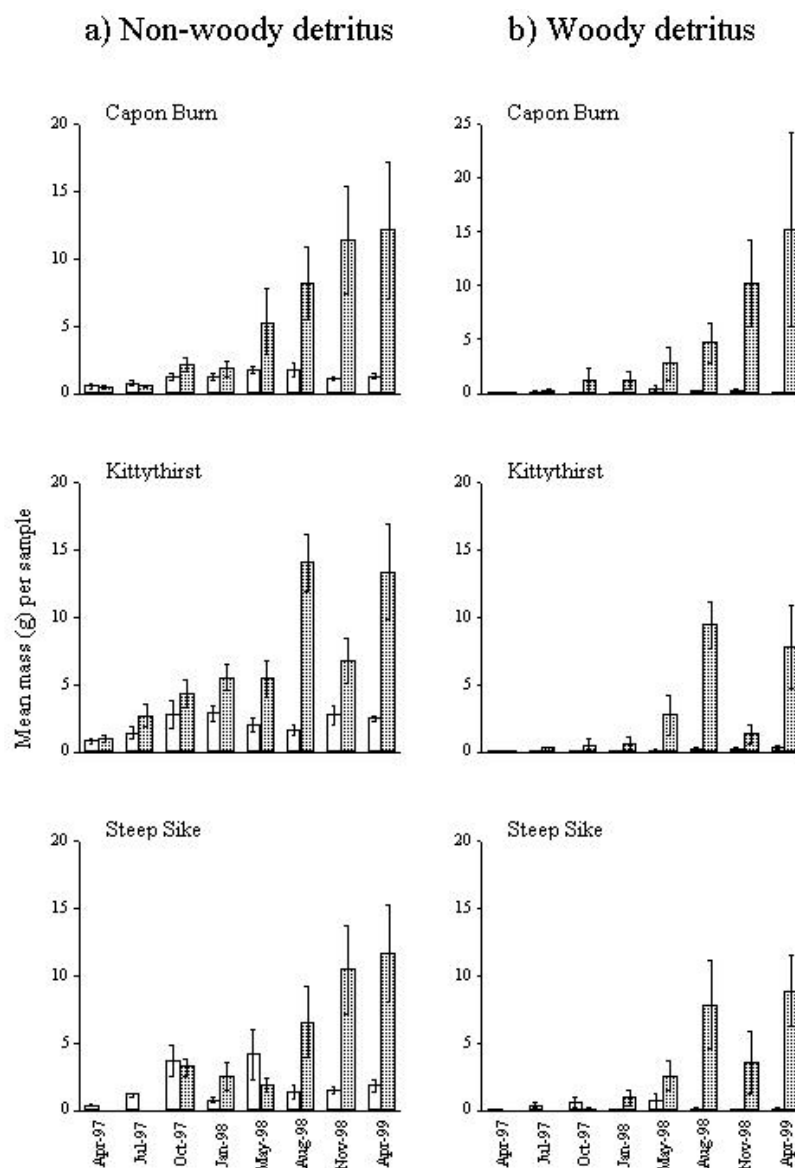 a) Non-woody detritus
b) Woody detritus
Capon Burn
20
15
10
5
0
Capon Burn
25
20
15
10
5
0
Mean mass (g) per sample
Kittythirst
20
15
10
5
0
Kittythirst
20
15
10
5
0
Steep Sike
20
15
10
5
0
Apr-97
Jul-97
Oct-97
Jan-98
May-98
Aug-98
Nov-98
Apr-99
Steep Sike
20
15
10
5
0
Apr-97
Jul-97
Oct-97
Jan-98
May-98
Aug-98
Nov-98
Apr-99